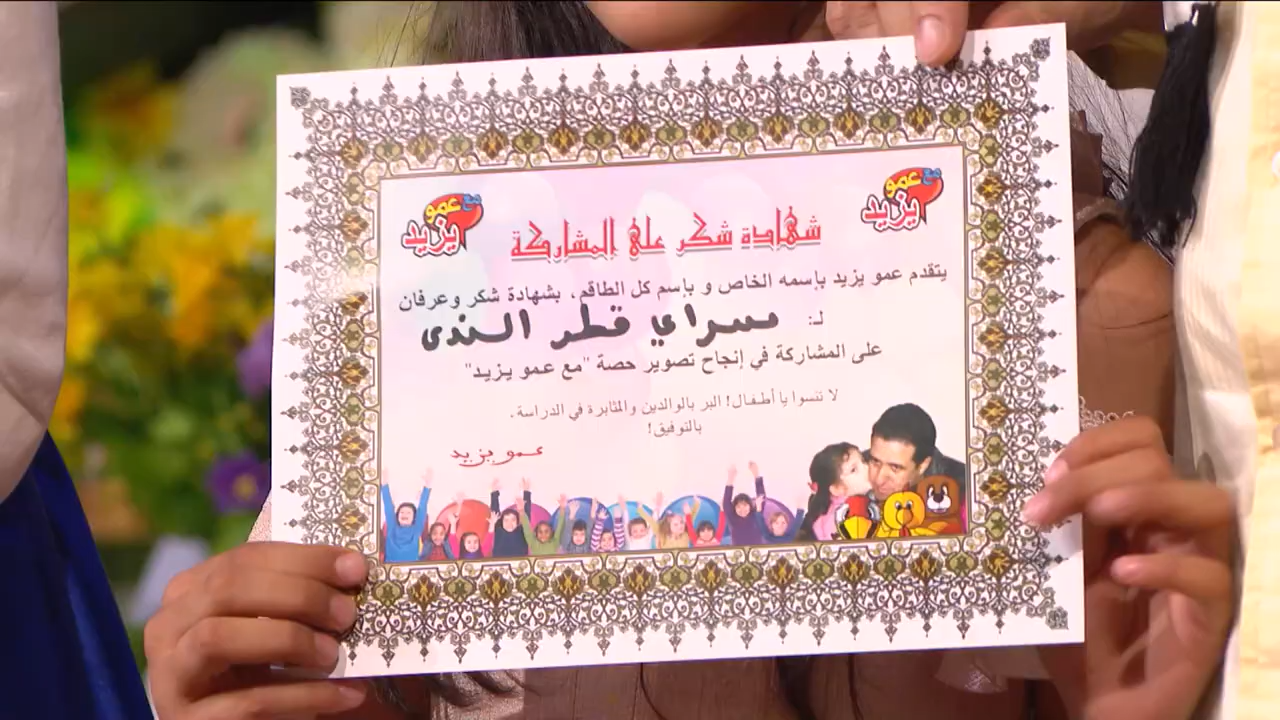 مع عمو يزيد
مع عمو يزيد
شهادة شكر على المشاركة
يتقدم عمو يزيد بإسمه الخاص و بإسم كل الطاقم، بشهادة شكر وعرفان
لـ: مسراي قطر الندى
على المشاركة في إنجاح تصوير حصة "مع عمو يزيد"
لا تنسوا يا أطفال! البر بالوالدين والمثابرة في الدراسة.
بالتوفيق!
عمو يزيد